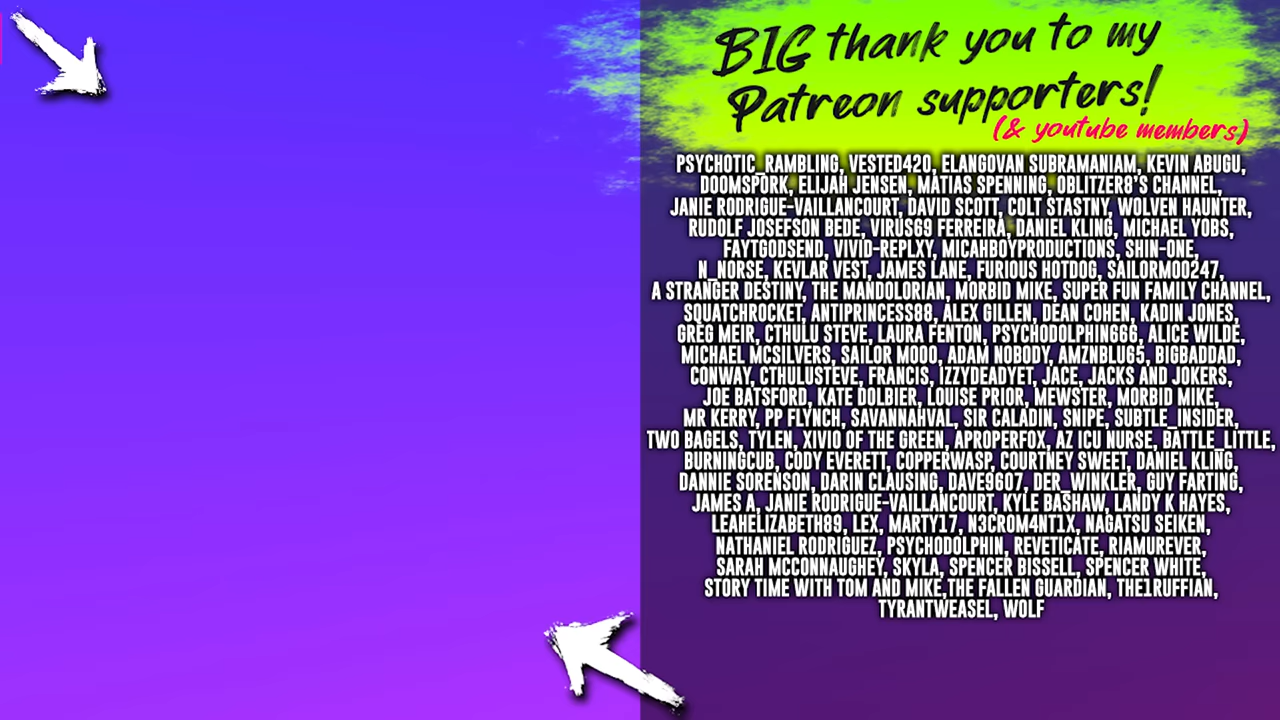 BIG thank you to my
Patreon supporters!
(& youtube members)
PSYCHOTIC_RAMBLING, VESTED420, ELANGOVAN SUBRAMANIAM, KEVIN ABUGU,
DOOMSPORK, ELIJAH JENSEN, MATIAS SPENNING, OBLITZER8'S CHANNEL,
JANIE RODRIGUE-VAILLANCOURT, DAVID SCOTT, COLT STASTNY, WOLVEN HAUNTER,
RUDOLF JOSEFSON BEDE, VIRUS69 FERREIRA, DANIEL KLING, MICHAEL YOBS,
FAYTGODSEND, VIVID-REPLXY, MICAHBOYPRODUCTIONS, SHIN-ONE,
N_NORSE, KEVLAR VEST, JAMES LANE, FURIOUS HOTDOG, SAILORMOO247,
A STRANGER DESTINY, THE MANDOLORIAN, MORBID MIKE, SUPER FUN FAMILY CHANNEL,
SQUATCHROCKET, ANTIPRINCESS88, ALEX GILLEN, DEAN COHEN, KADIN JONES,
GREG MEIR, CTHULU STEVE, LAURA FENTON, PSYCHODOLPHIN666, ALICE WILDE,
MICHAEL MCSILVERS, SAILOR MOOO, ADAM NOBODY, AMZNBLU65, BIGBADDAD,
CONWAY, CTHULUSTEVE, FRANCIS, IZZYDEADYET, JACE, JACKS AND JOKERS,
JOE BATSFORD, KATE DOLBIER, LOUISE PRIOR, MEWSTER, MORBID MIKE,
MR KERRY, PP FLYNCH, SAVANNAHVAL, SIR CALADIN, SNIPE, SUBTLE_INSIDER,
TWO BAGELS, TYLEN, XIVIO OF THE GREEN, APROPERFOX, AZ ICU NURSE, BATTLE_LITTLE,
BURNINGCUB, CODY EVERETT, COPPERWASP, COURTNEY SWEET, DANIEL KLING,
DANNIE SORENSON, DARIN CLAUSING, DAVE9607, DER_WINKLER, GUY FARTING,
JAMES A, JANIE RODRIGUE-VAILLANCOURT, KYLE BASHAW, LANDY K HAYES,
LEAHELIZABETH89, LEX, MARTY17, N3CROM4NT1X, NAGATSU SEIKEN,
NATHANIEL RODRIGUEZ, PSYCHODOLPHIN, REVETICATE, RIAMUREVER,
SARAH MCCONNAUGHEY, SKYLA, SPENCER BISSELL, SPENCER WHITE,
STORY TIME WITH TOM AND MIKE,THE FALLEN GUARDIAN, THE1RUFFIAN,
TYRANTWEASEL, WOLF